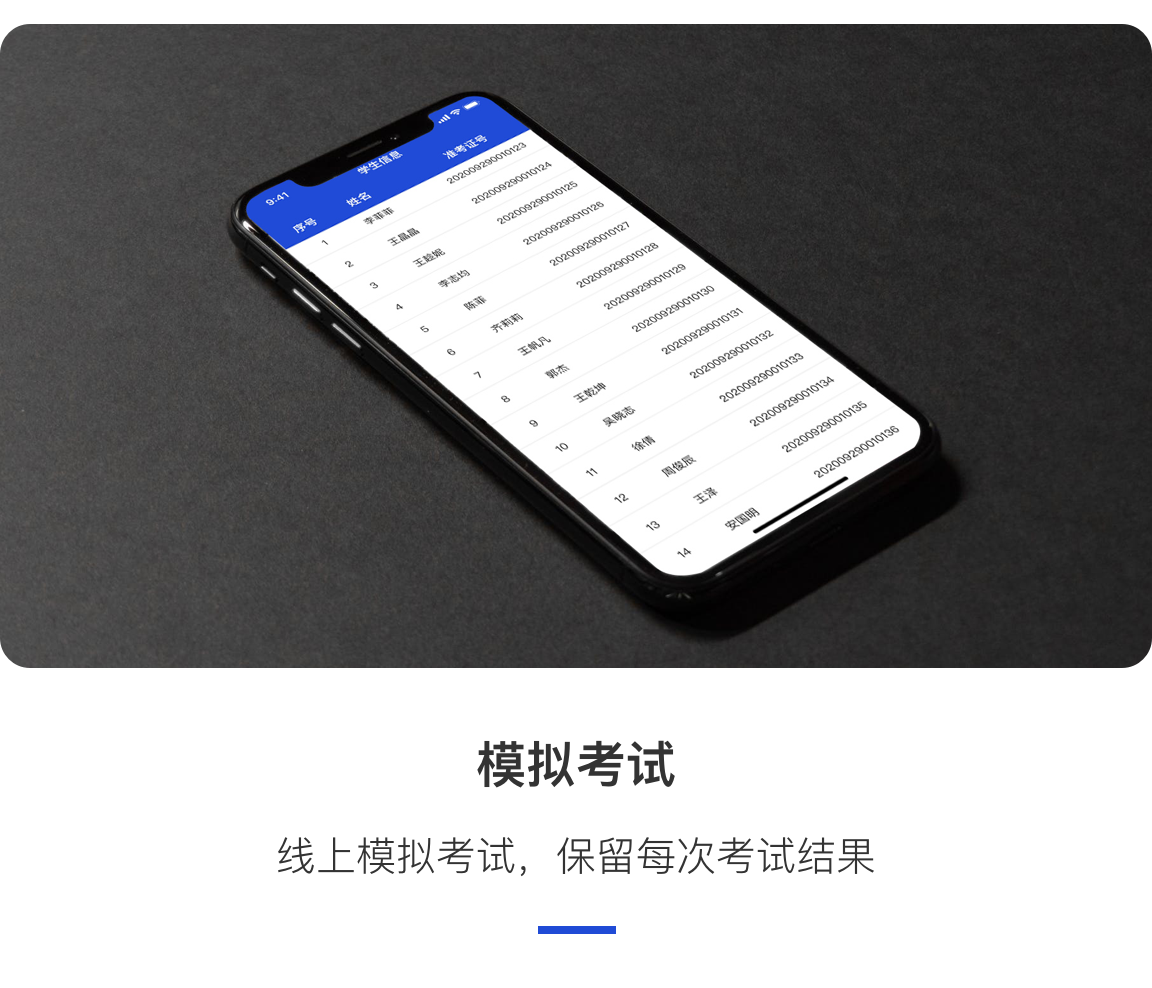 9:41
学生信息
序号 姓名 准考证号
1 李菲菲 202009290010123
2 王晶晶 202009290010124
3 王超妮 202009290010125
4 李志均 202009290010126
5 陈菲 202009290010127
6 齐莉莉 202009290010128
7 王帆凡 202009290010129
8 郭杰 202009290010130
9 王乾坤 202009290010131
10 吴晓志 202009290010132
11 徐倩 202009290010133
12 周俊辰 202009290010134
13 王泽 202009290010135
14 安国明 202009290010136
模拟考试
线上模拟考试，保留每次考试结果